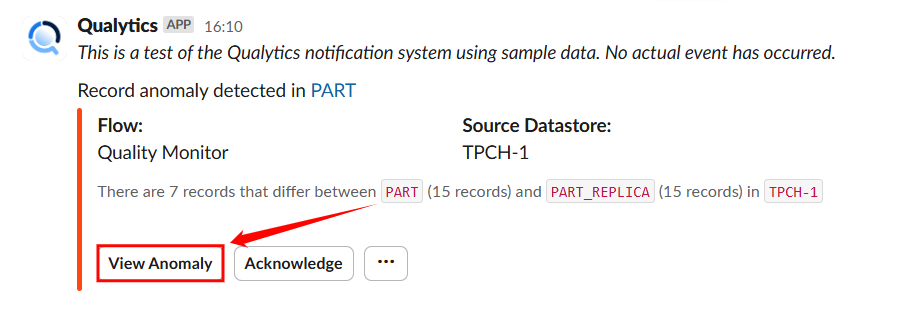 Qualytics APP 16:10
This is a test of the Qualytics notification system using sample data. No actual event has occurred.
Record anomaly detected in PART
Flow: Source Datastore:
Quality Monitor TPCH-1
There are 7 records that differ between PART (15 records) and PART_REPLICA (15 records) in TPCH-1
View Anomaly Acknowledge ...